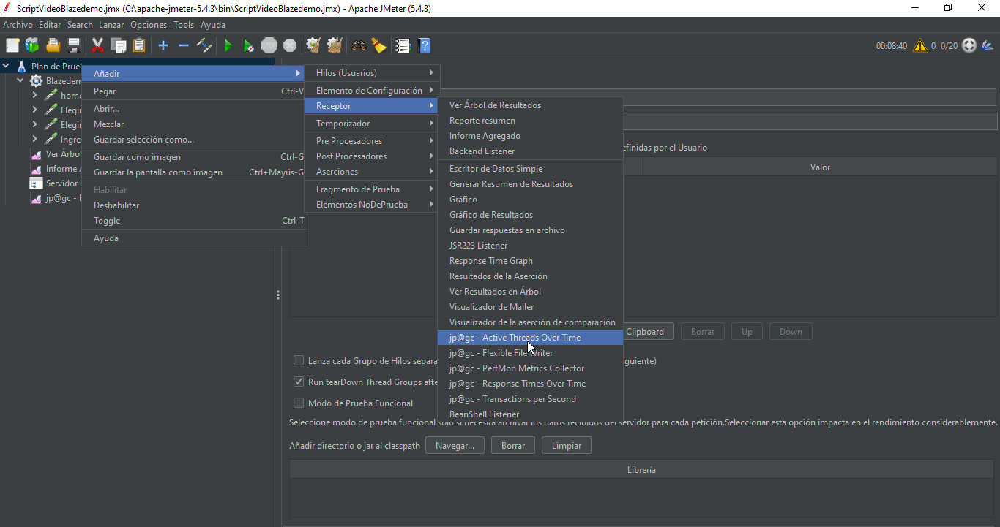 ScriptVideoBlazedemo.jmx (C:\apache-jmeter-5.4.3\bin\ScriptVideoBlazedemo.jmx) - Apache JMeter (5.4.3)
Archivo Editar Search Lanzar Opciones Tools Ayuda
STOP 00:08:40 0 0/20
Plan de Prueb
Blazedem
home
Elegir
Elegir
Ingre
Ver Árbol
Informe A
Servidor
jp@gc -
Añadir
Pegar Ctrl-V
Abrir...
Mezclar
Guardar selección como...
Guardar como imagen Ctrl-G
Guardar la pantalla como imagen Ctrl+Mayús-G
Habilitar
Deshabilitar
Toggle Ctrl-T
Ayuda
Hilos (Usuarios)
Elemento de Configuración
Receptor
Temporizador
Pre Procesadores
Post Procesadores
Aserciones
Fragmento de Prueba
Elementos NoDePrueba
Ver Árbol de Resultados
Reporte resumen
Informe Agregado
Backend Listener
Escritor de Datos Simple
Generar Resumen de Resultados
Gráfico
Gráfico de Resultados
Guardar respuestas en archivo
JSR223 Listener
Response Time Graph
Resultados de la Aserción
Ver Resultados en Árbol
Visualizador de Mailer
Visualizador de la aserción de comparación
jp@gc - Active Threads Over Time
jp@gc - Flexible File Writer
jp@gc - PerfMon Metrics Collector
jp@gc - Response Times Over Time
jp@gc - Transactions per Second
BeanShell Listener
efinidas por el Usuario
Valor
Clipboard Borrar Up Down
Lanza cada Grupo de Hilos separa iguiente)
Run tearDown Thread Groups afte
Modo de Prueba Funcional
Seleccione modo de prueba funcional solo si necesita archivar los datos recibidos del servidor para cada petición.Seleccionar esta opción impacta en el rendimiento considerablemente.
Añadir directorio o jar al classpath Navegar... Borrar Limpiar
Librería